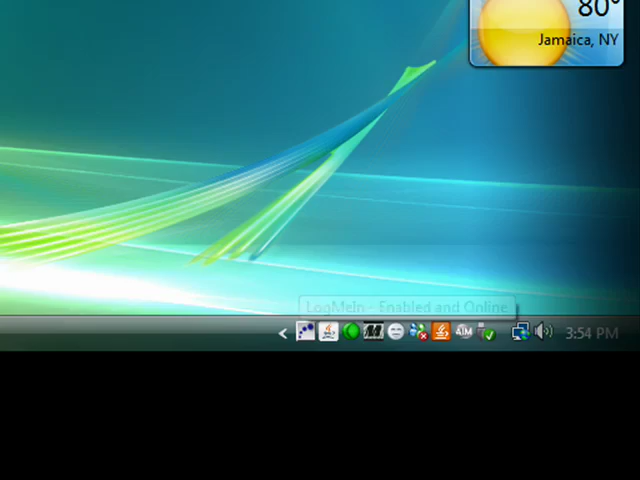 80°
Jamaica, NY
LogMeIn - Enabled and Online
AIM
3:54 PM